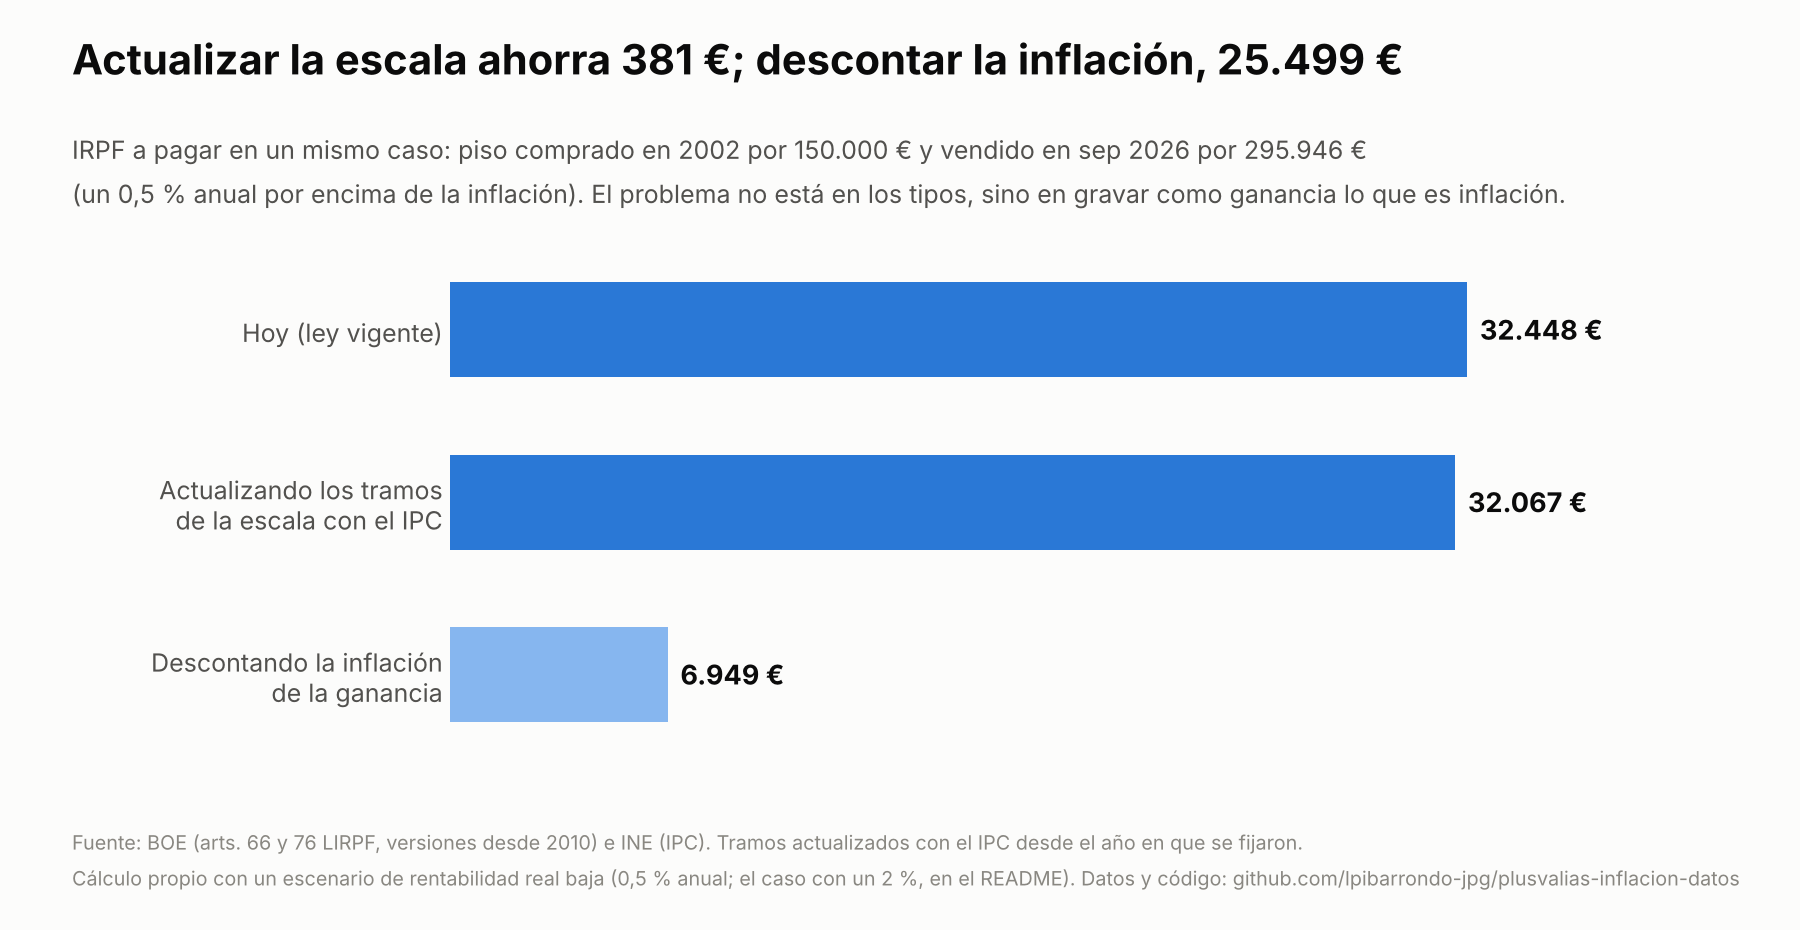 Actualizar la escala ahorra 381 €; descontar la inflación, 25.499 €
IRPF a pagar en un mismo caso: piso comprado en 2002 por 150.000 € y vendido en sep 2026 por 295.946 €
(un 0,5 % anual por encima de la inflación). El problema no está en los tipos, sino en gravar como ganancia lo que es inflación.
Hoy (ley vigente)
32.448 €
Actualizando los tramos
de la escala con el IPC
32.067 €
Descontando la inflación
de la ganancia
6.949 €
Fuente: BOE (arts. 66 y 76 LIRPF, versiones desde 2010) e INE (IPC). Tramos actualizados con el IPC desde el año en que se fijaron.
Cálculo propio con un escenario de rentabilidad real baja (0,5 % anual; el caso con un 2 %, en el README). Datos y código: github.com/lpibarrondo-jpg/plusvalias-inflacion-datos